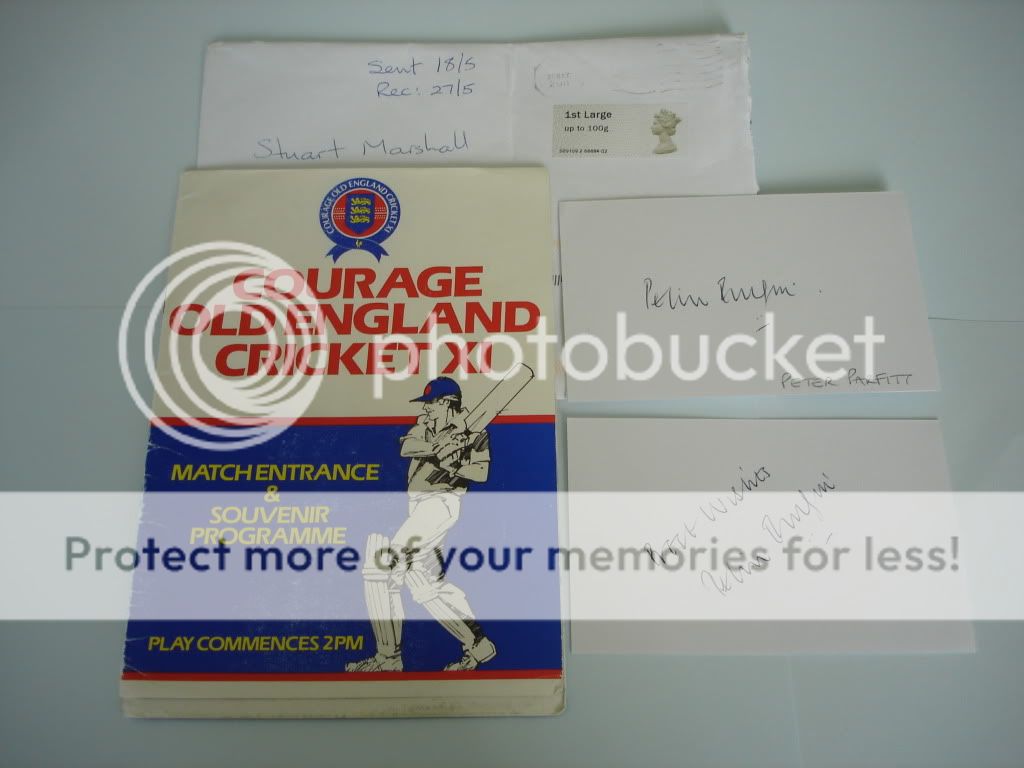 Sent 18/5
Rec: 27/5
Stuart Marshall
1st Large
up to 100g
COURAGE OLD ENGLAND CRICKET XI
COURAGE
OLD ENGLAND
CRICKET XI
MATCH ENTRANCE
&
SOUVENIR
PROGRAMME
PLAY COMMENCES 2PM
PETER PARFITT
Best Wishes
photobucket
Protect more of your memories for less!